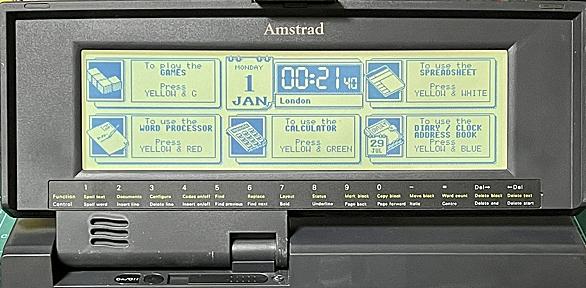 Amstrad
To play the
GAMES
Press
YELLOW & G
MONDAY
1
JAN
00:21 40
London
To use the
SPREADSHEET
Press
YELLOW & WHITE
To use the
WORD PROCESSOR
Press
YELLOW & RED
To use the
CALCULATOR
Press
YELLOW & GREEN
29
JUL
To use the
DIARY / CLOCK
ADDRESS BOOK
Press
YELLOW & BLUE
1 2 3 4 5 6 7 8 9 0 - = Del→ ←Del
Function Spell text Documents Configure Codes on/off Find Replace Layout Status Mark block Copy block Move block Word count Delete block Delete text
Control Spell word Insert line Delete line Insert on/off Find previous Find next Bold Underline Page back Page forward Italic Centre Delete end Delete start
ON/OFF